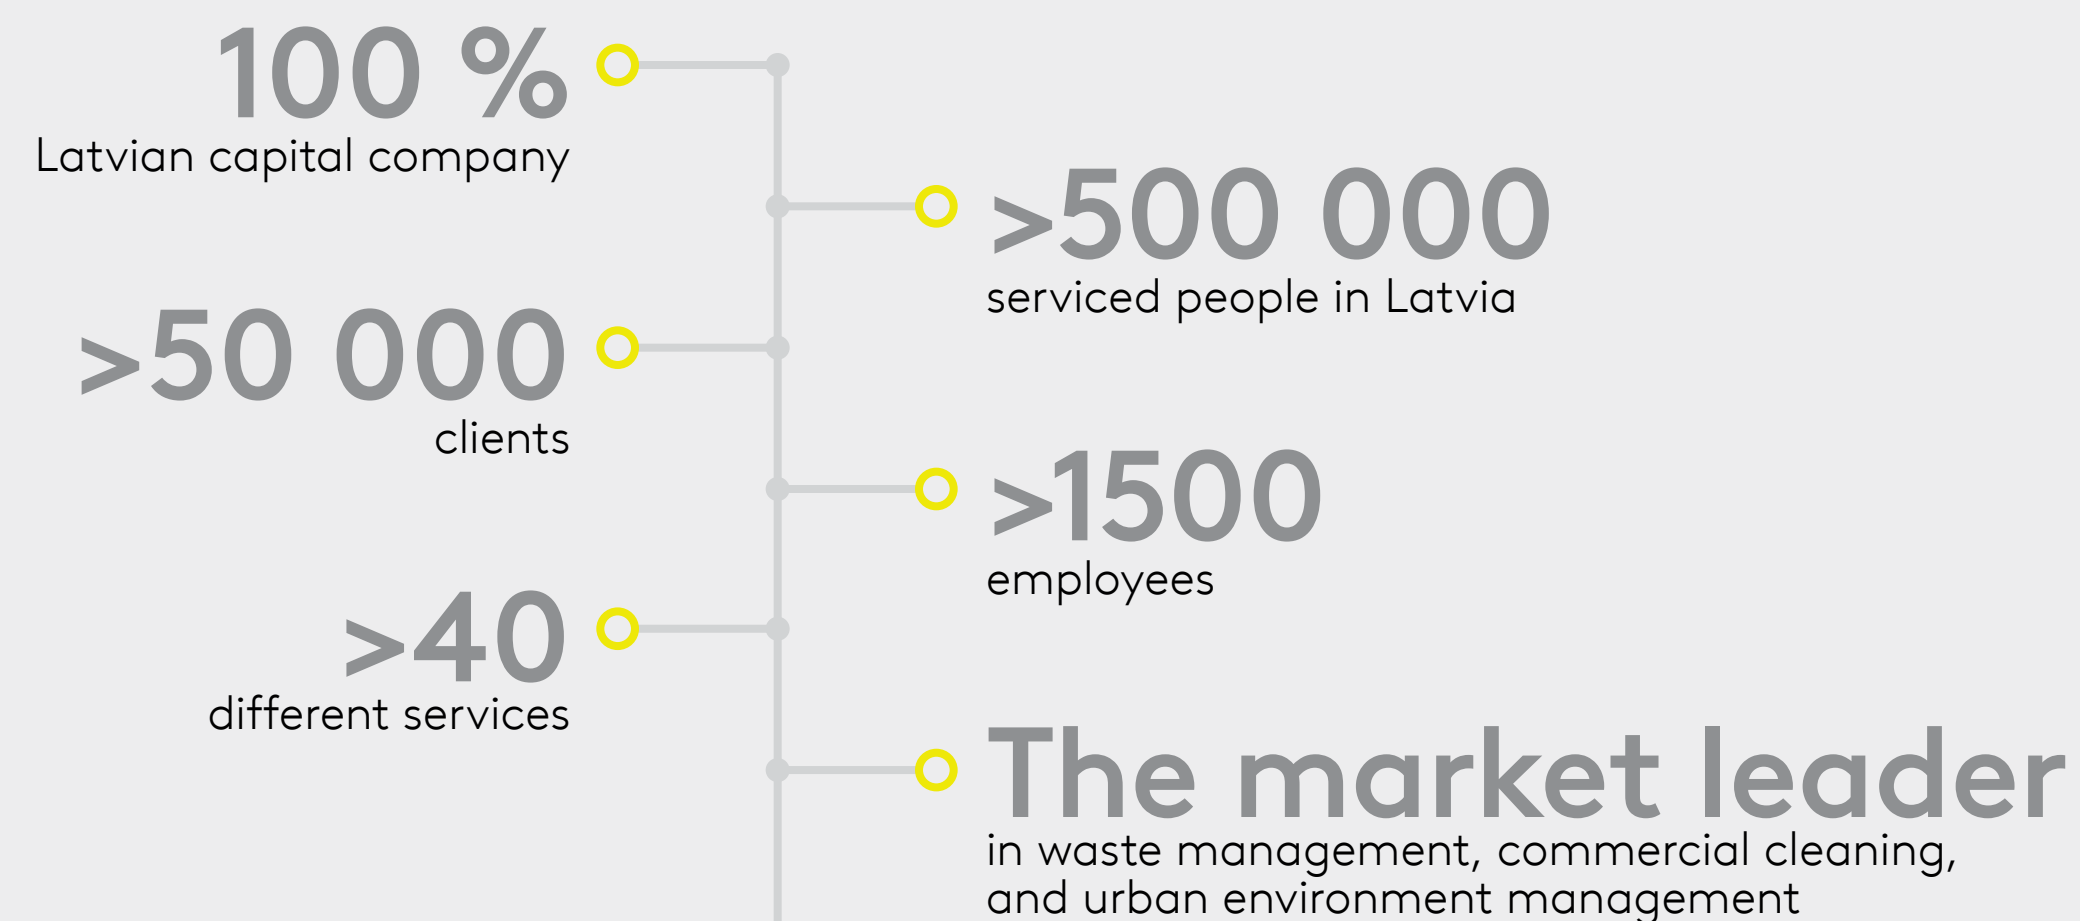 100 %
Latvian capital company
>500 000
serviced people in Latvia
>50 000
clients
>1500
employees
>40
different services
The market leader
in waste management, commercial cleaning,
and urban environment management